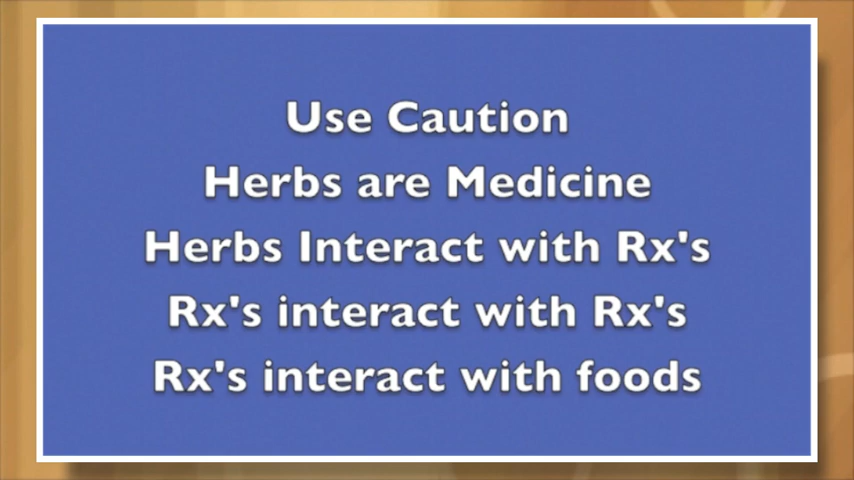 Use Caution
Herbs are Medicine
Herbs Interact with Rx's
Rx's interact with Rx's
Rx's interact with foods